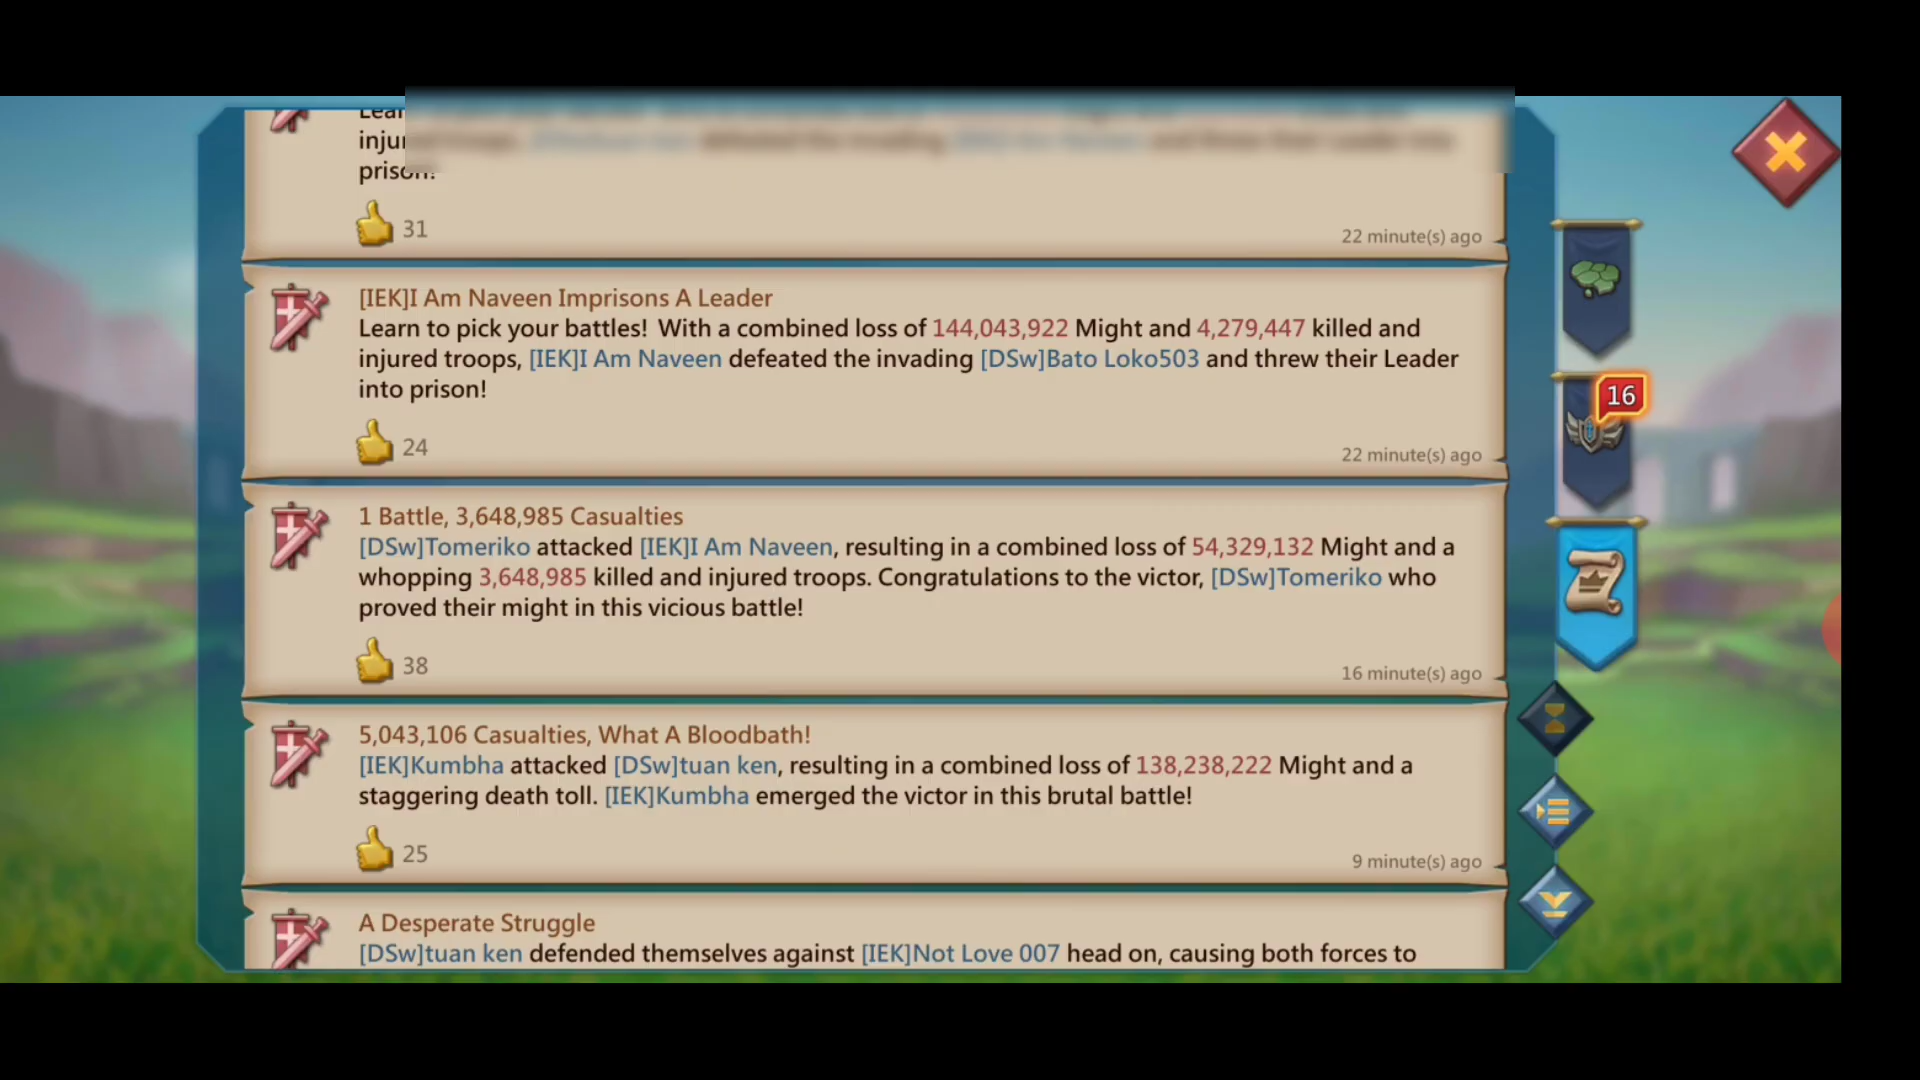 injured
prison!
31
22 minute(s) ago
[IEK]I Am Naveen Imprisons A Leader
Learn to pick your battles! With a combined loss of 144,043,922 Might and 4,279,447 killed and
injured troops, [IEK]I Am Naveen defeated the invading [DSw]Bato Loko503 and threw their Leader
into prison!
24
22 minute(s) ago
16
1 Battle, 3,648,985 Casualties
[DSw]Tomeriko attacked [IEK]I Am Naveen, resulting in a combined loss of 54,329,132 Might and a
whopping 3,648,985 killed and injured troops. Congratulations to the victor, [DSw]Tomeriko who
proved their might in this vicious battle!
38
16 minute(s) ago
5,043,106 Casualties, What A Bloodbath!
[IEK]Kumbha attacked [DSw]tuan ken, resulting in a combined loss of 138,238,222 Might and a
staggering death toll. [IEK]Kumbha emerged the victor in this brutal battle!
25
9 minute(s) ago
A Desperate Struggle
[DSw]tuan ken defended themselves against [IEK]Not Love 007 head on, causing both forces to